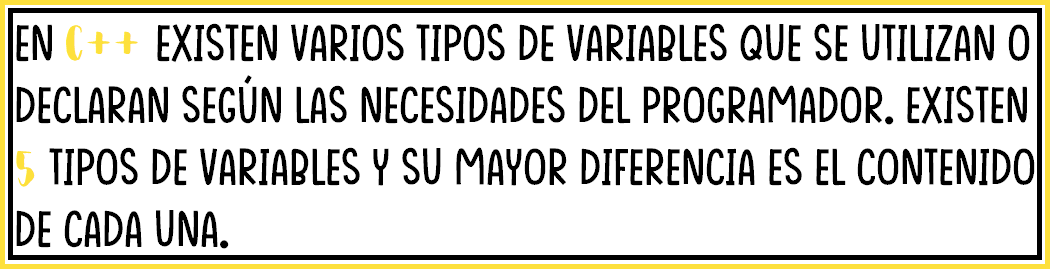 EN C++ EXISTEN VARIOS TIPOS DE VARIABLES QUE SE UTILIZAN O
DECLARAN SEGÚN LAS NECESIDADES DEL PROGRAMADOR. EXISTEN
5 TIPOS DE VARIABLES Y SU MAYOR DIFERENCIA ES EL CONTENIDO
DE CADA UNA.